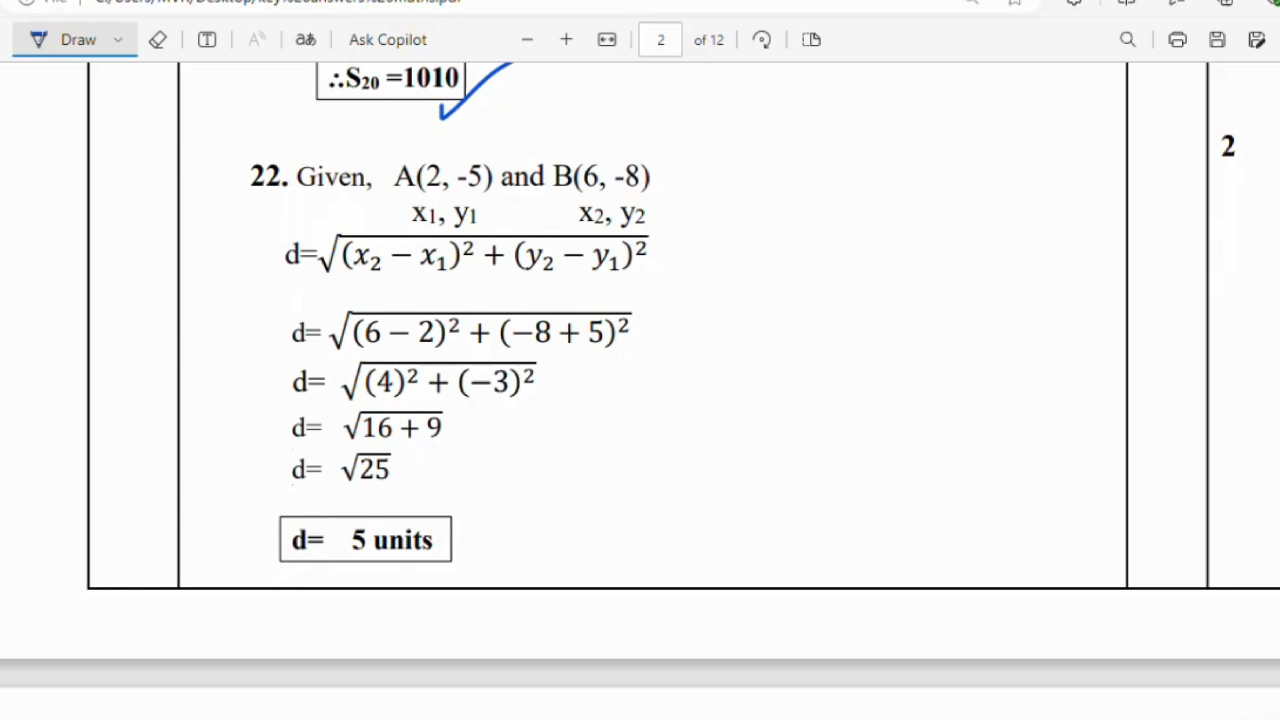 Draw
Ask Copilot
2 of 12
∴S₂₀ =1010
2
22. Given, A(2, -5) and B(6, -8)
x₁, y₁ x₂, y₂
d=√(x₂ − x₁)² + (y₂ − y₁)²
d= √(6 − 2)² + (−8 + 5)²
d= √(4)² + (−3)²
d= √16 + 9
d= √25
d= 5 units